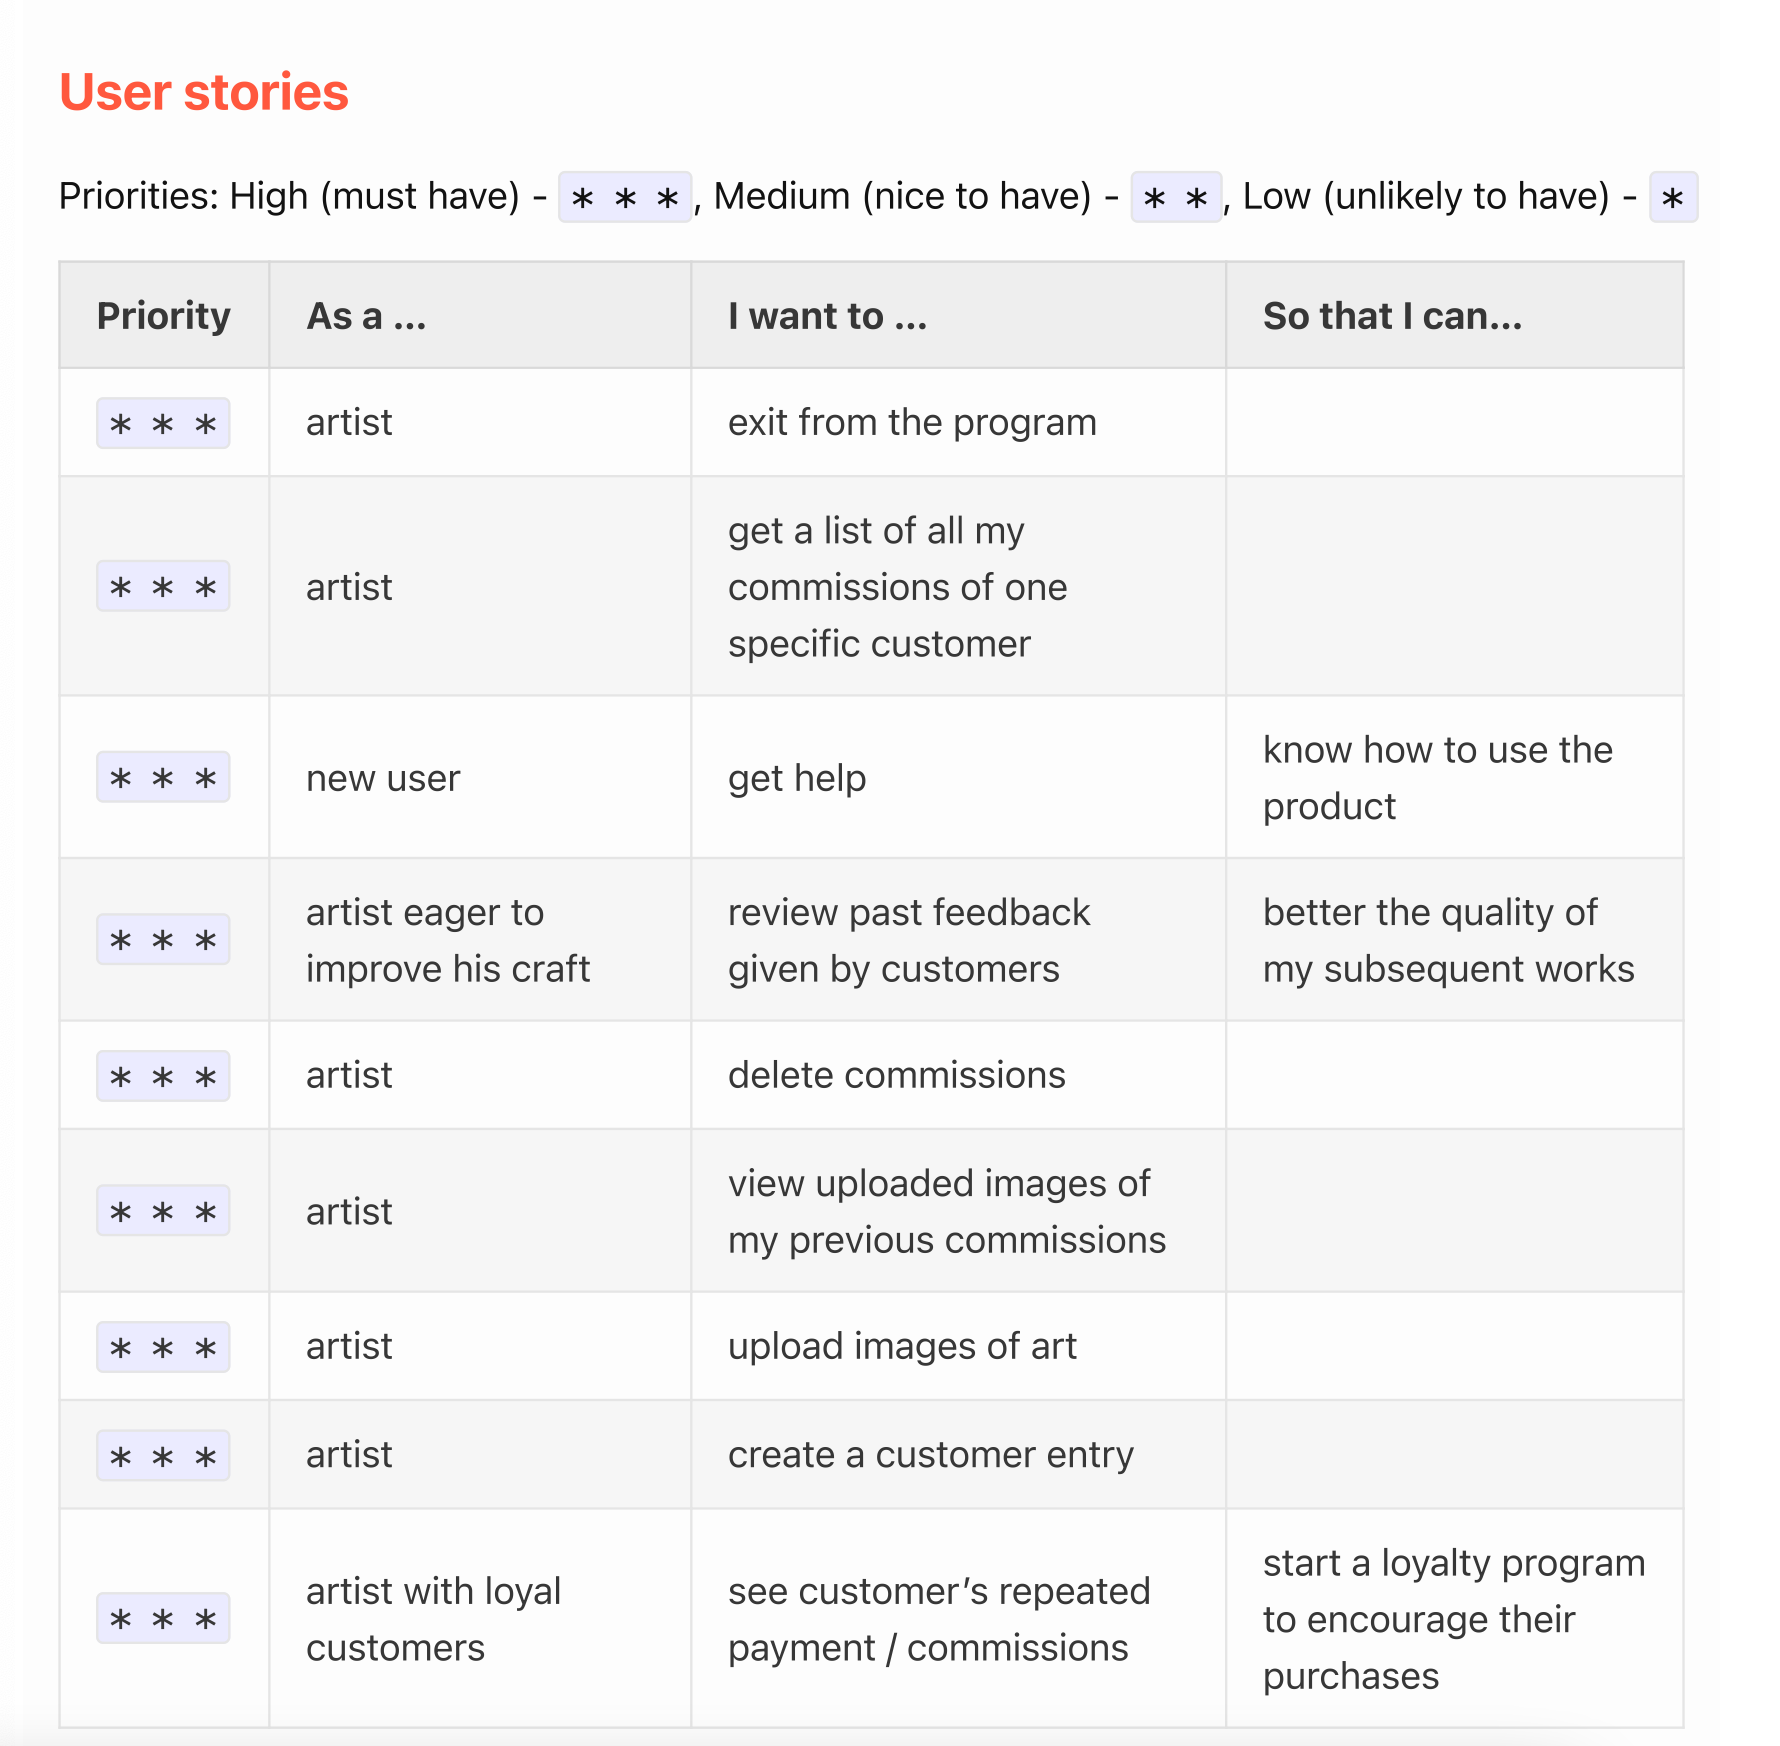 User stories
Priorities: High (must have) - * * *, Medium (nice to have) - * *, Low (unlikely to have) - *
Priority As a ... I want to ... So that I can...
* * * artist exit from the program
get a list of all my
* * * artist commissions of one
specific customer
* * * new user get help know how to use the
product
* * * artist eager to review past feedback better the quality of
improve his craft given by customers my subsequent works
* * * artist delete commissions
* * * artist view uploaded images of
my previous commissions
* * * artist upload images of art
* * * artist create a customer entry
start a loyalty program
* * * artist with loyal see customer’s repeated to encourage their
customers payment / commissions purchases